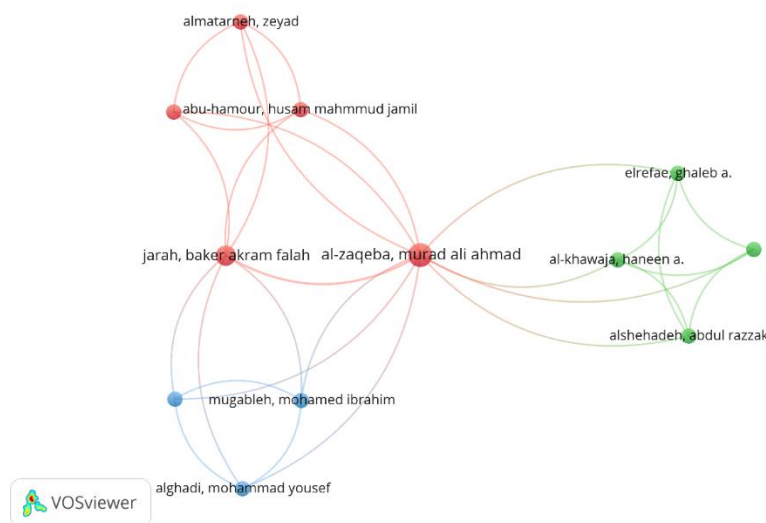 almatarneh, zeyad
abu-hamour, husam mahmmud jamil
elrefae, ghaleb a.
jarah, baker akram falah
al-zaqeba, murad ali ahmad
al-khawaja, haneen a.
alshehadeh, abdul razzak
mugableh, mohamed ibrahim
alghadi, mohammad yousef
VOSviewer